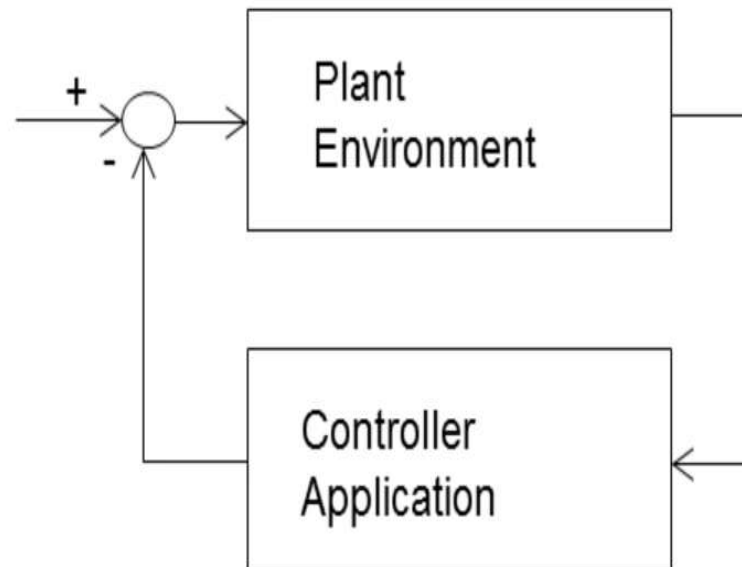 +
Plant
Environment
-
Controller
Application